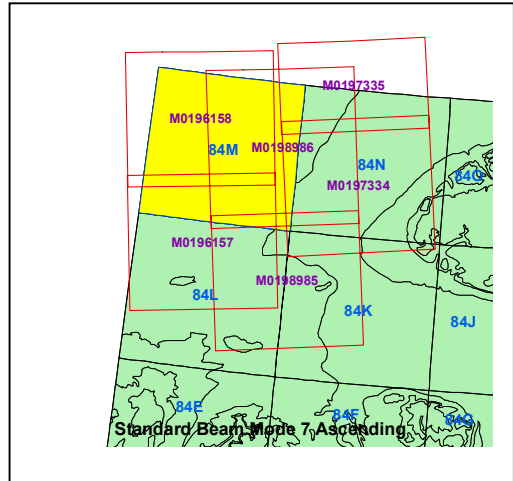 M0197335
M0196158
84M
M0198986
84N
84O
M0197334
M0196157
M0198985
84L
84K
84J
84E
84F
84G
Standard Beam Mode 7 Ascending